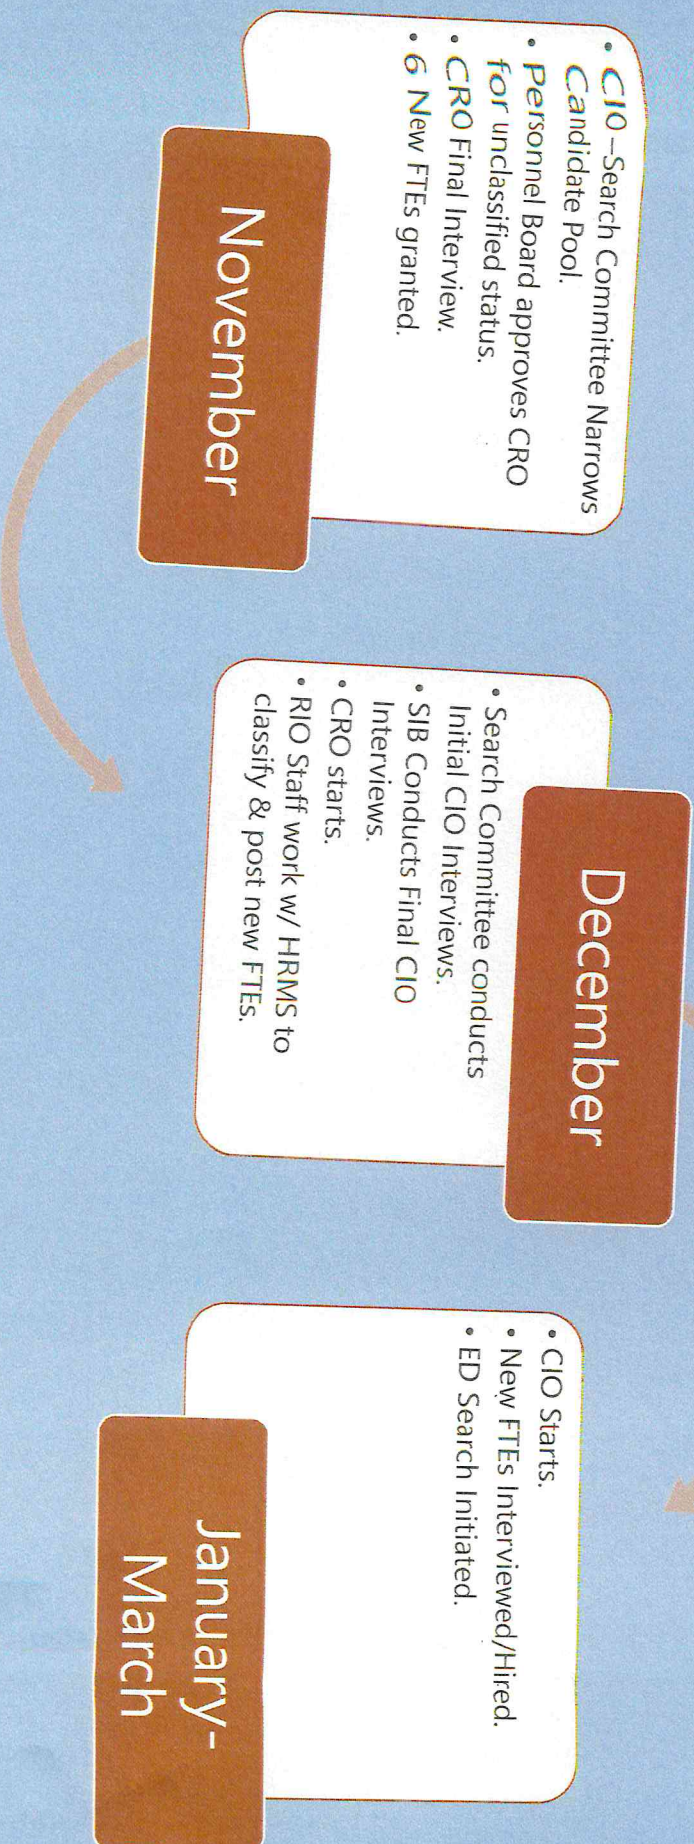 • CIO –Search Committee Narrows
Candidate Pool.
• Personnel Board approves CRO
for unclassified status.
• CRO Final Interview.
• 6 New FTEs granted.
November
December
• Search Committee conducts
Initial CIO Interviews.
• SIB Conducts Final CIO
Interviews.
• CRO starts.
• RIO Staff work w/ HRMS to
classify & post new FTEs.
• CIO Starts.
• New FTEs Interviewed/Hired.
• ED Search Initiated.
January-
March